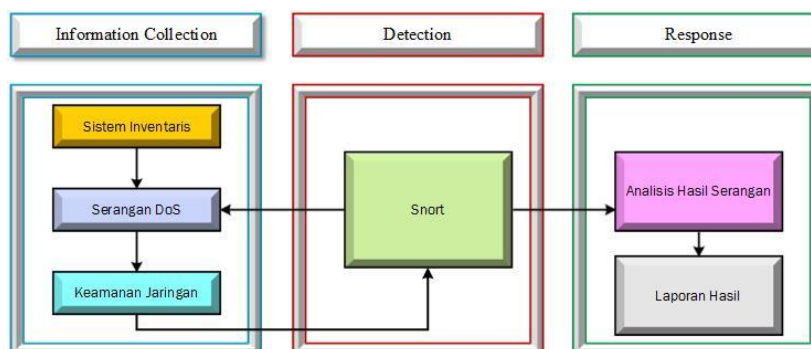 Information Collection
Detection
Response
Sistem Inventaris
Serangan DoS
Keamanan Jaringan
Snort
Analisis Hasil Serangan
Laporan Hasil